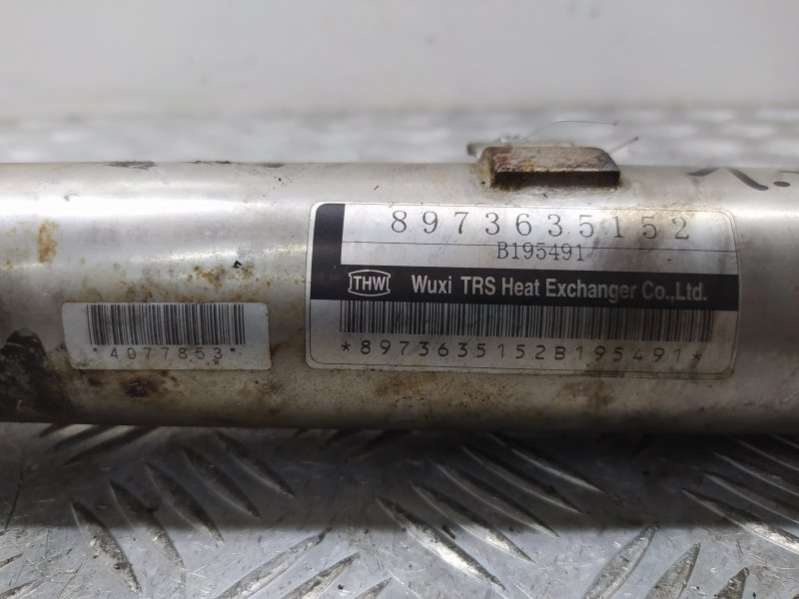 8973635152
B195491
THW Wuxi TRS Heat Exchanger Co.,Ltd.
*8973635152B195491*
*4077853*